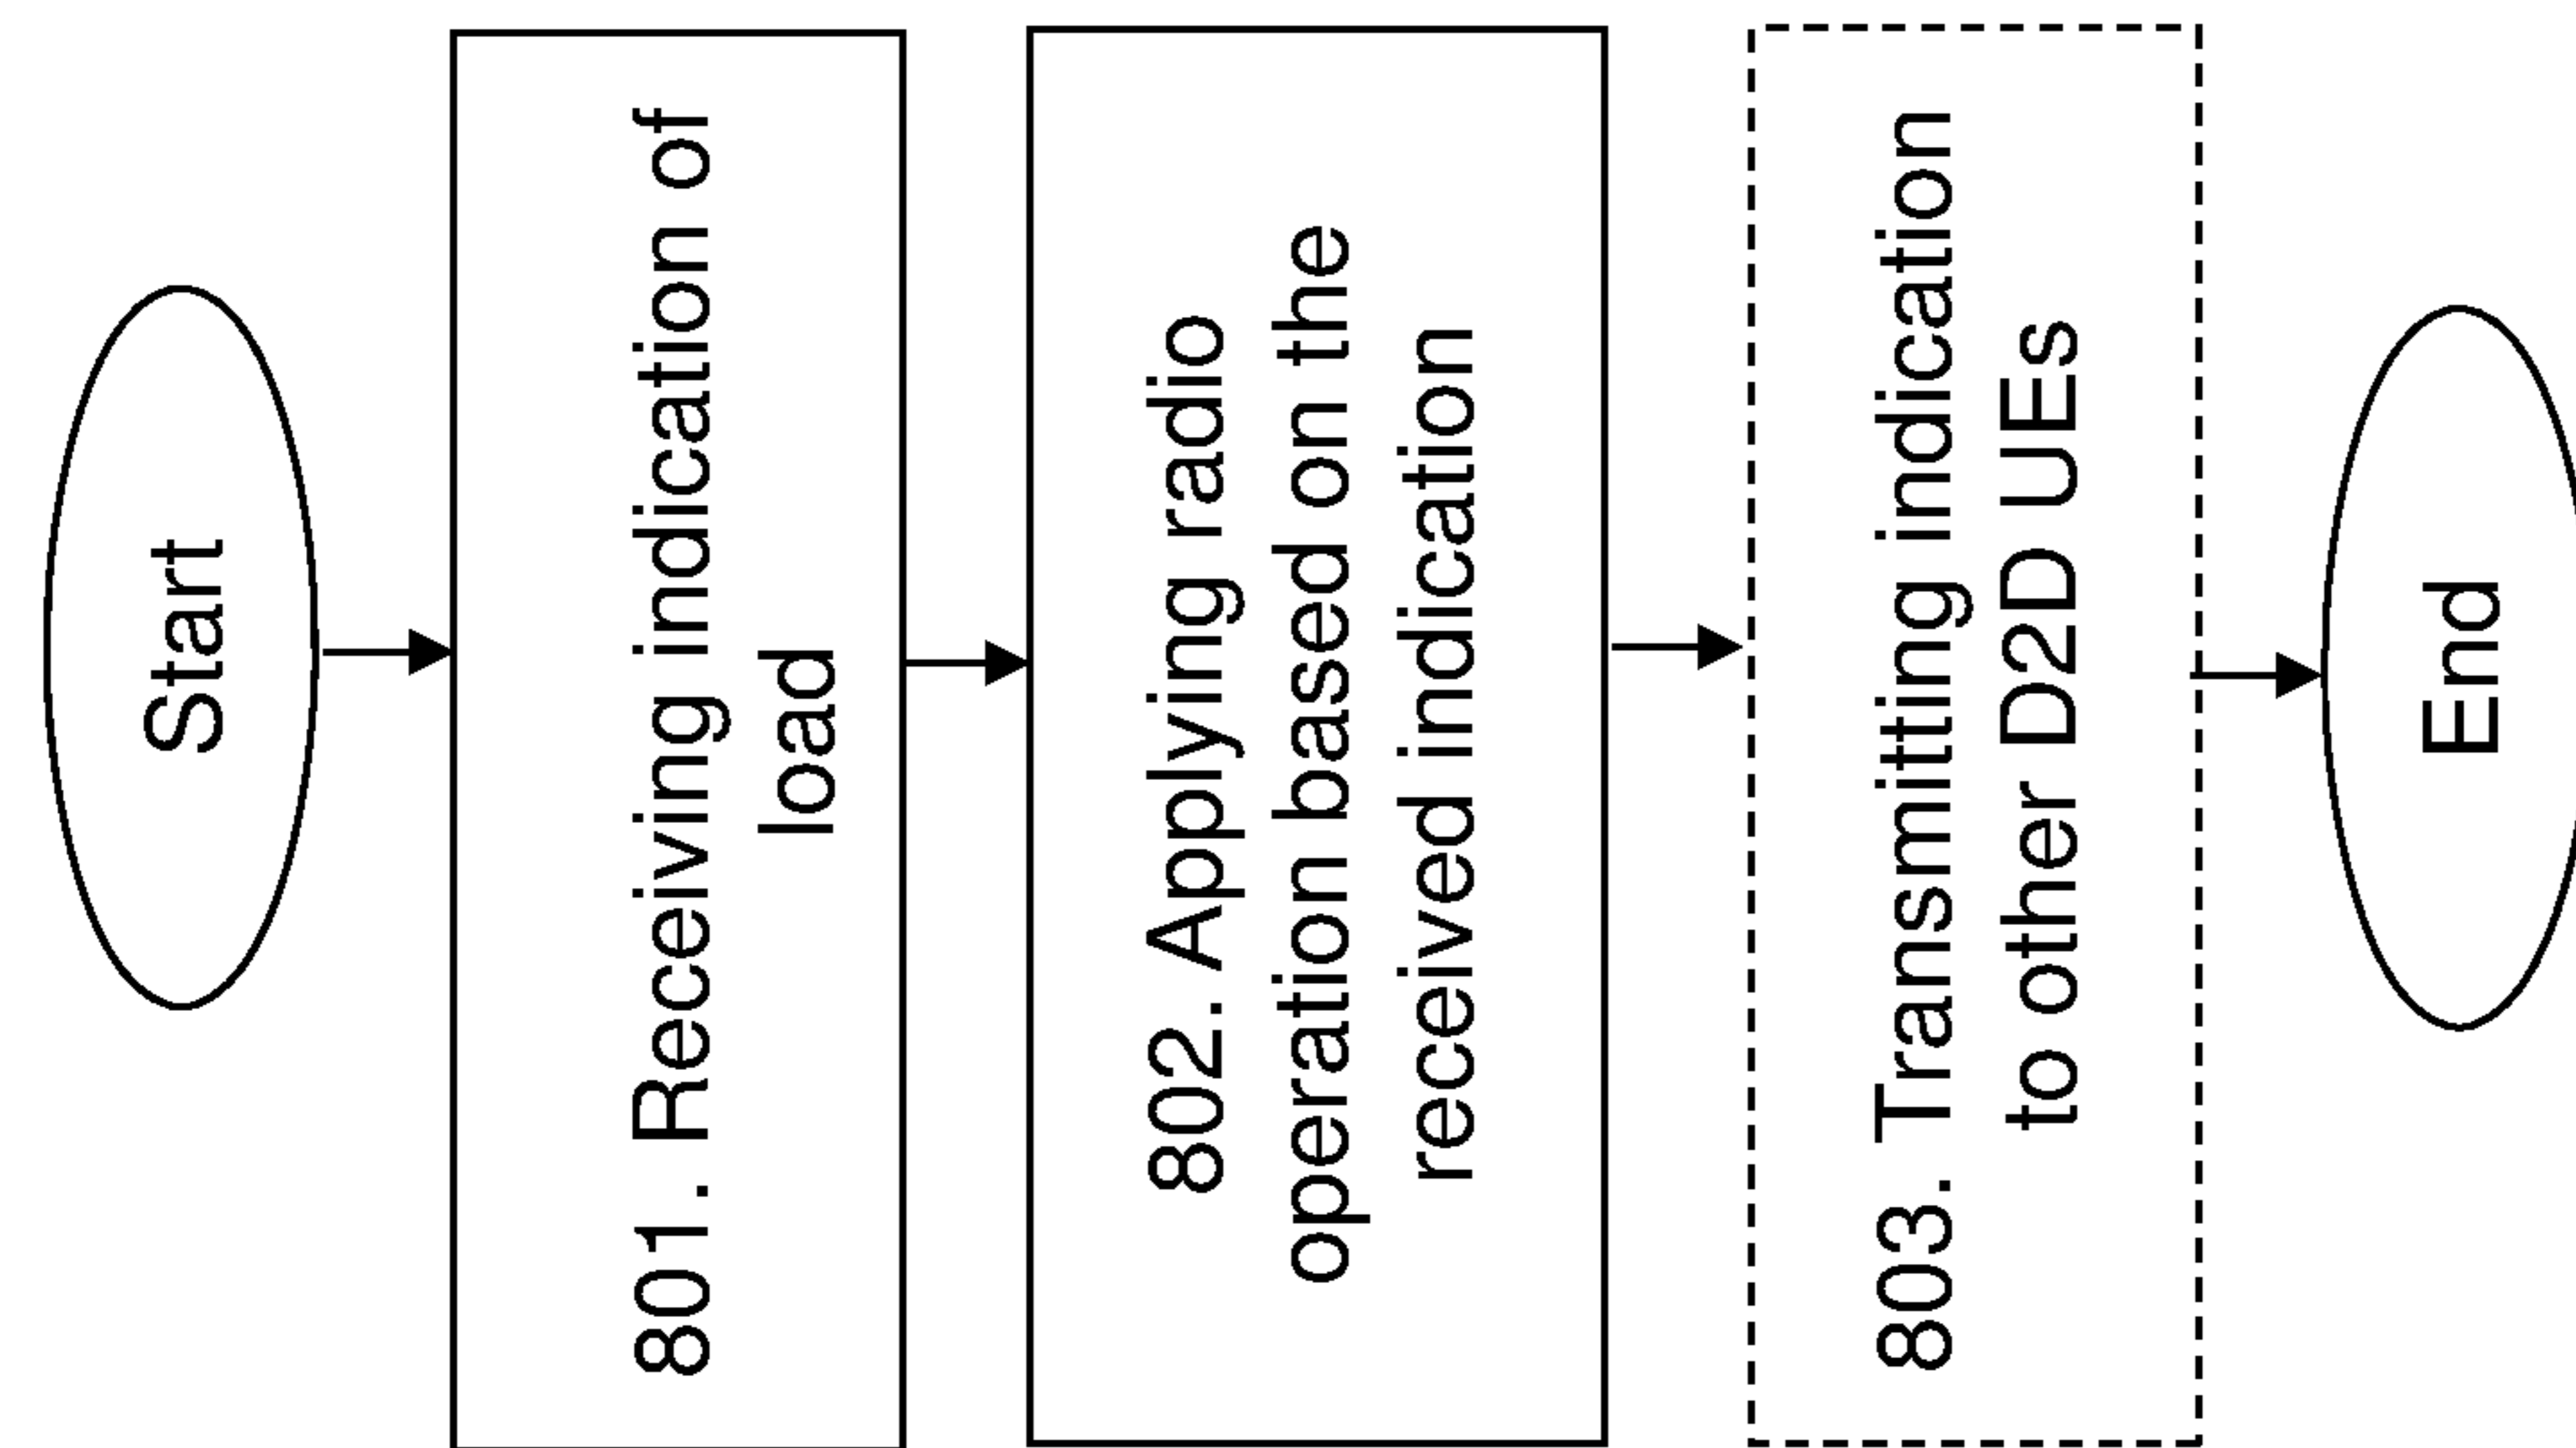 Start
801. Receiving indication of
load
802. Applying radio
operation based on the
received indication
803. Transmitting indication
to other D2D UEs
End